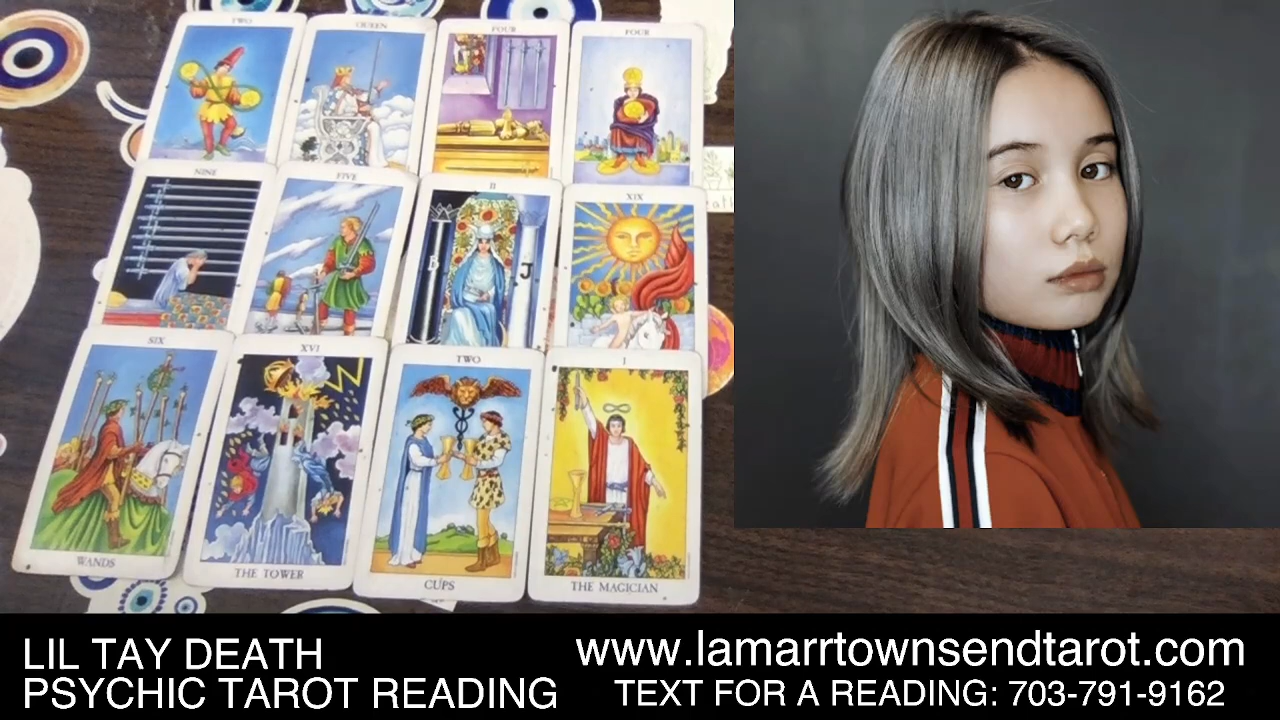 TWO
QUEEN
FOUR
FOUR
NINE
FIVE
II
XIX
B
J
SIX
XVI
TWO
I
WANDS
THE TOWER
CUPS
THE MAGICIAN
LIL TAY DEATH
PSYCHIC TAROT READING
www.lamarrtownsendtarot.com
TEXT FOR A READING: 703-791-9162